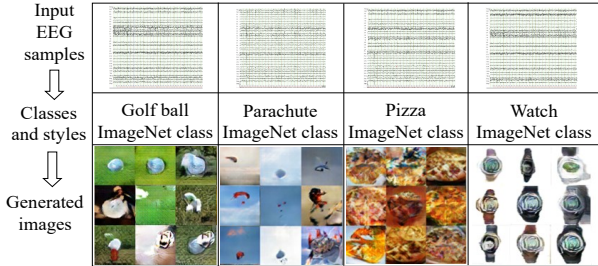 Input
EEG
samples
Classes
and styles
Golf ball
ImageNet class
Parachute
ImageNet class
Pizza
ImageNet class
Watch
ImageNet class
Generated
images